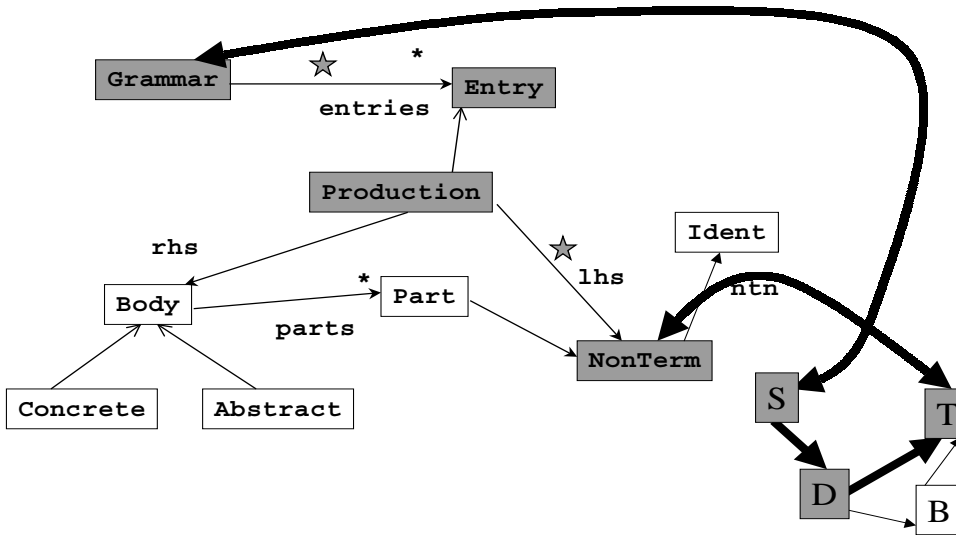 *
Grammar
Entry
entries
Production
Ident
rhs
lhs
*
ntn
Body
Part
parts
NonTerm
S
T
Concrete
Abstract
D
B